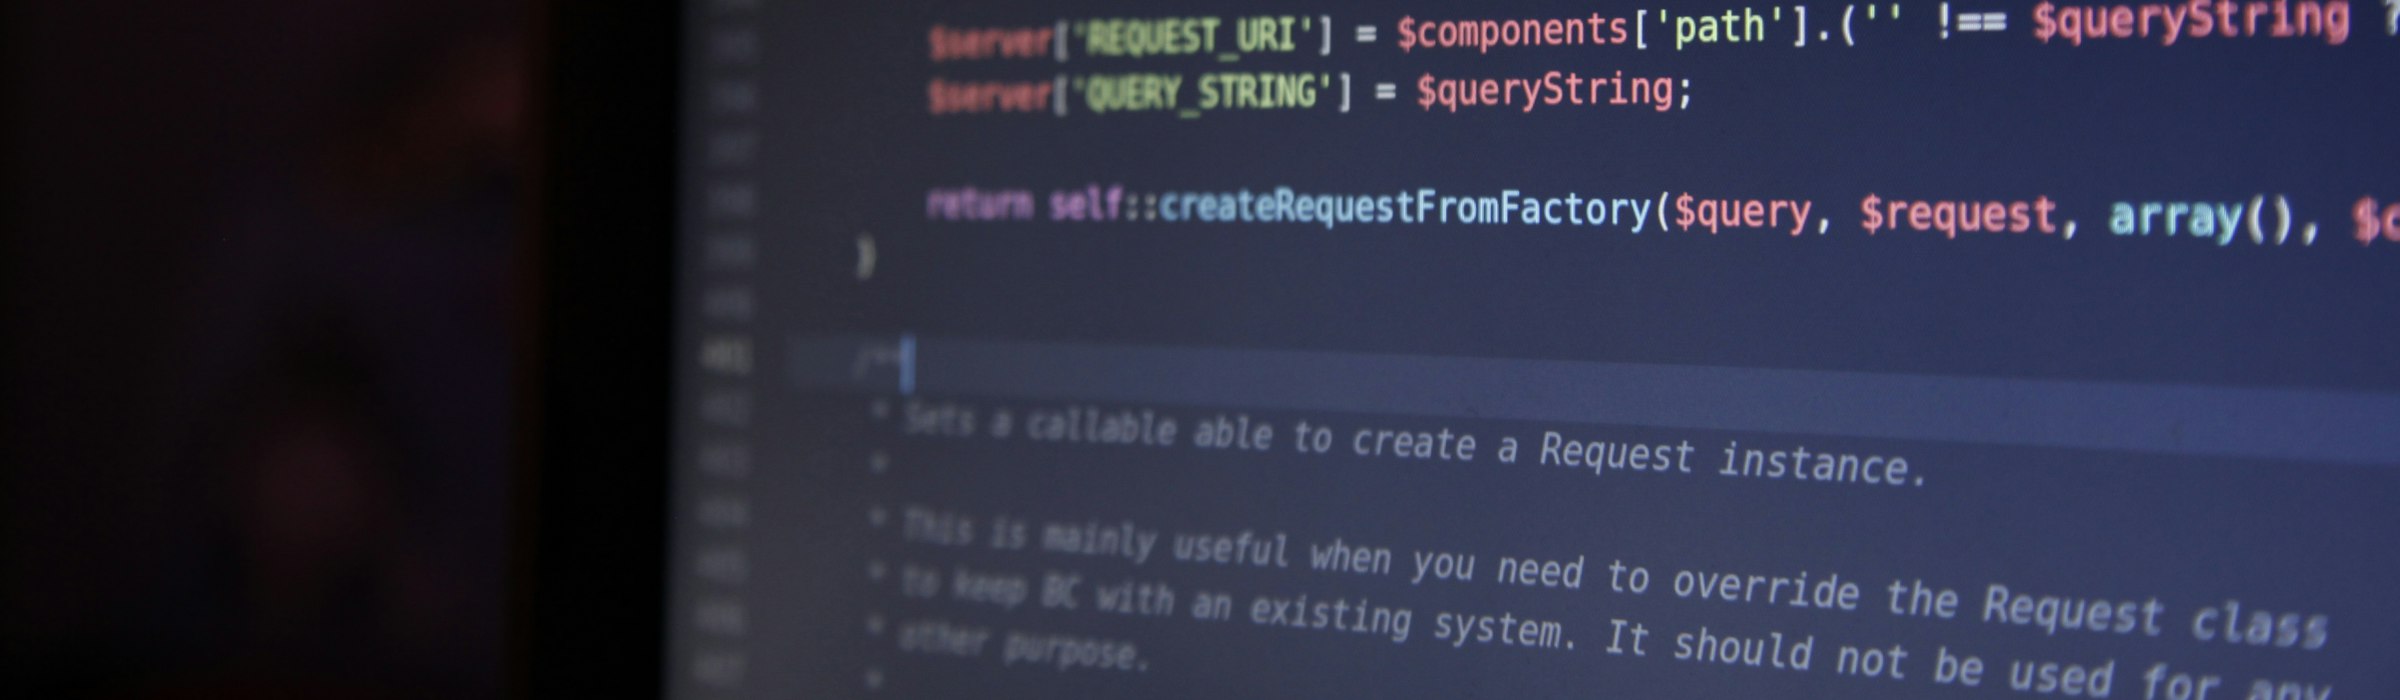 $server['REQUEST_URI'] = $components['path'].('' !== $queryString ?
$server['QUERY_STRING'] = $queryString;
return self::createRequestFromFactory($query, $request, array(), $c
}
/**
* Sets a callable able to create a Request instance.
*
* This is mainly useful when you need to override the Request class
* to keep BC with an existing system. It should not be used for any
* other purpose.
*